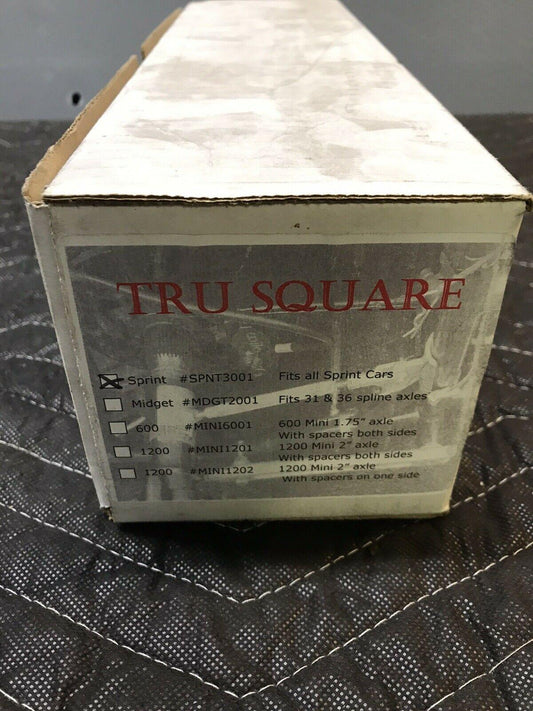 TRU SQUARE
Sprint #SPNT3001 Fits all Sprint Cars
Midget #MDGT2001 Fits 31 & 36 spline axles
600 #MINI6001 600 Mini 1.75" axle
With spacers both sides
1200 #MINI1201 1200 Mini 2" axle
With spacers both sides
1200 #MINI1202 1200 Mini 2" axle
With spacers on one side